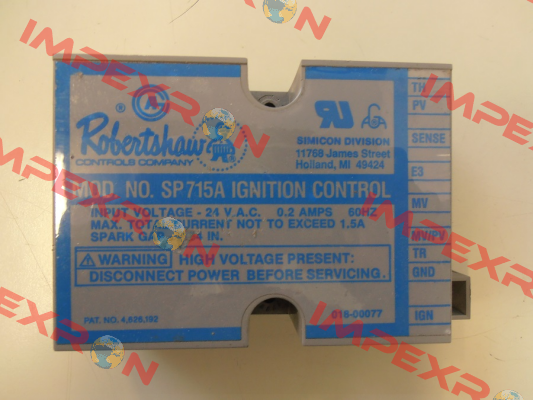 IMPEXRON
IMPEXRON
Robertshaw
CONTROLS COMPANY
SIMICON DIVISION
11768 James Street
Holland, MI 49424
MOD. NO. SP715A IGNITION CONTROL
INPUT VOLTAGE - 24 V.A.C. 0.2 AMPS 60HZ
MAX. TOT CURRENT NOT TO EXCEED 1.5A
SPARK IN.
WARNING HIGH VOLTAGE PRESENT:
DISCONNECT POWER BEFORE SERVICING.
PAT. NO. 4,626,192
018-00077
TH
PV
SENSE
E3
MV
MV/PV
TR
GND
IGN
IMPEXRON
IMPEXRON